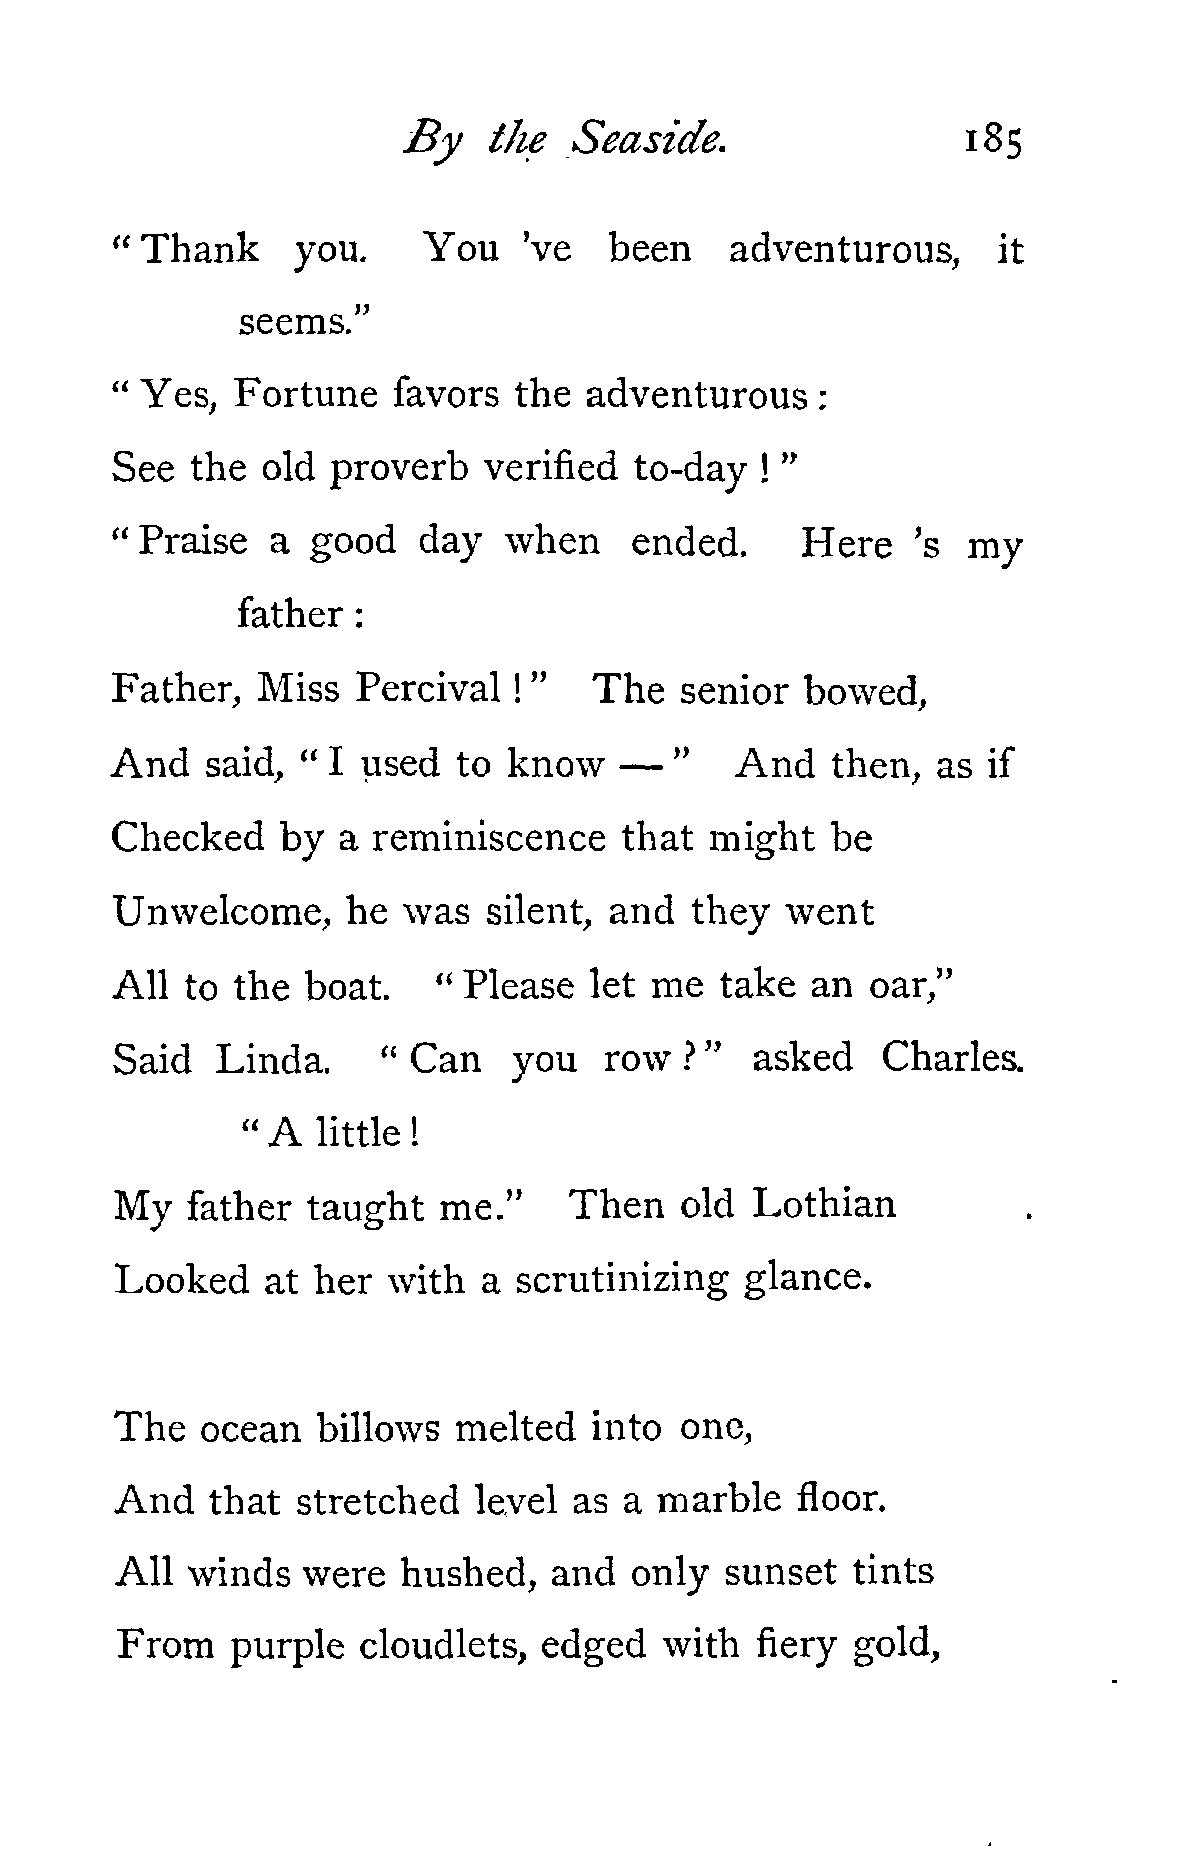 By the Seaside. 185
“Thank you. You 've been adventurous, it
seems.”
“Yes, Fortune favors the adventurous :
See the old proverb verified to-day ! ”
“Praise a good day when ended. Here 's my
father :
Father, Miss Percival ! ” The senior bowed,
And said, “I used to know — ” And then, as if
Checked by a reminiscence that might be
Unwelcome, he was silent, and they went
All to the boat. “Please let me take an oar,”
Said Linda. “Can you row ? ” asked Charles.
“A little !
My father taught me.” Then old Lothian
Looked at her with a scrutinizing glance.
The ocean billows melted into one,
And that stretched level as a marble floor.
All winds were hushed, and only sunset tints
From purple cloudlets, edged with fiery gold,